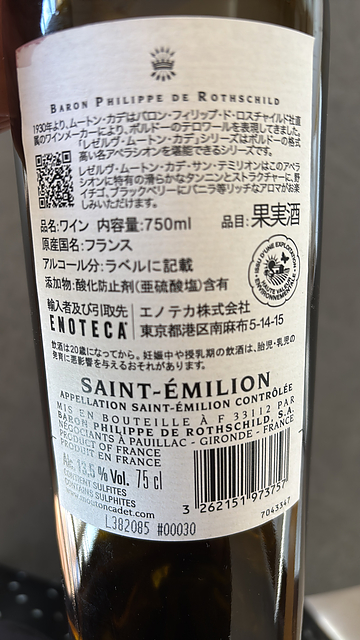 BARON PHILIPPE DE ROTHSCHILD
1930年より、ムートン・カデはバロン・フィリップ・ド・ロスチャイルド社直
属のワインメーカーにより、ボルドーのテロワールを表現してきました。
「レゼルヴ・ムートン・カデ」シリーズはボルドーの格式
高い各アペラシオンを堪能できるシリーズです。
レゼルヴ・ムートン・カデ・サン・テミリオンはこのアペラ
シオンに特有の滑らかなタンニンとストラクチャーに、野
イチゴ、ブラックベリーにバニラ等リッチなアロマがお楽
しみいただけます。
品名:ワイン 内容量:750ml 品目:果実酒
原産国名:フランス
アルコール分:ラベルに記載
添加物:酸化防止剤(亜硫酸塩)含有
輸入者及び引取先 エノテカ株式会社
ENOTECA 東京都港区南麻布5-14-15
ISSU D'UNE EXPLOITATION
HAUTE VALEUR
ENVIRONNEMENTALE
飲酒は20歳になってから。妊娠中や授乳期の飲酒は、胎児・乳児の
発育に悪影響を与えるおそれがあります。
SAINT-ÉMILION
APPELLATION SAINT-ÉMILION CONTRÔLÉE
MIS EN BOUTEILLE À F 33112 PAR
BARON PHILIPPE DE ROTHSCHILD, S.A.
NÉGOCIANTS À PAUILLAC - GIRONDE - FRANCE
PRODUCT OF FRANCE
PRODUIT EN FRANCE
Alc. 13,5 % Vol. 75 cl
CONTIENT SULFITES
CONTAINS SULPHITES
www.moutoncadet.com
L382085 #00030
3 262151 973757
7043347